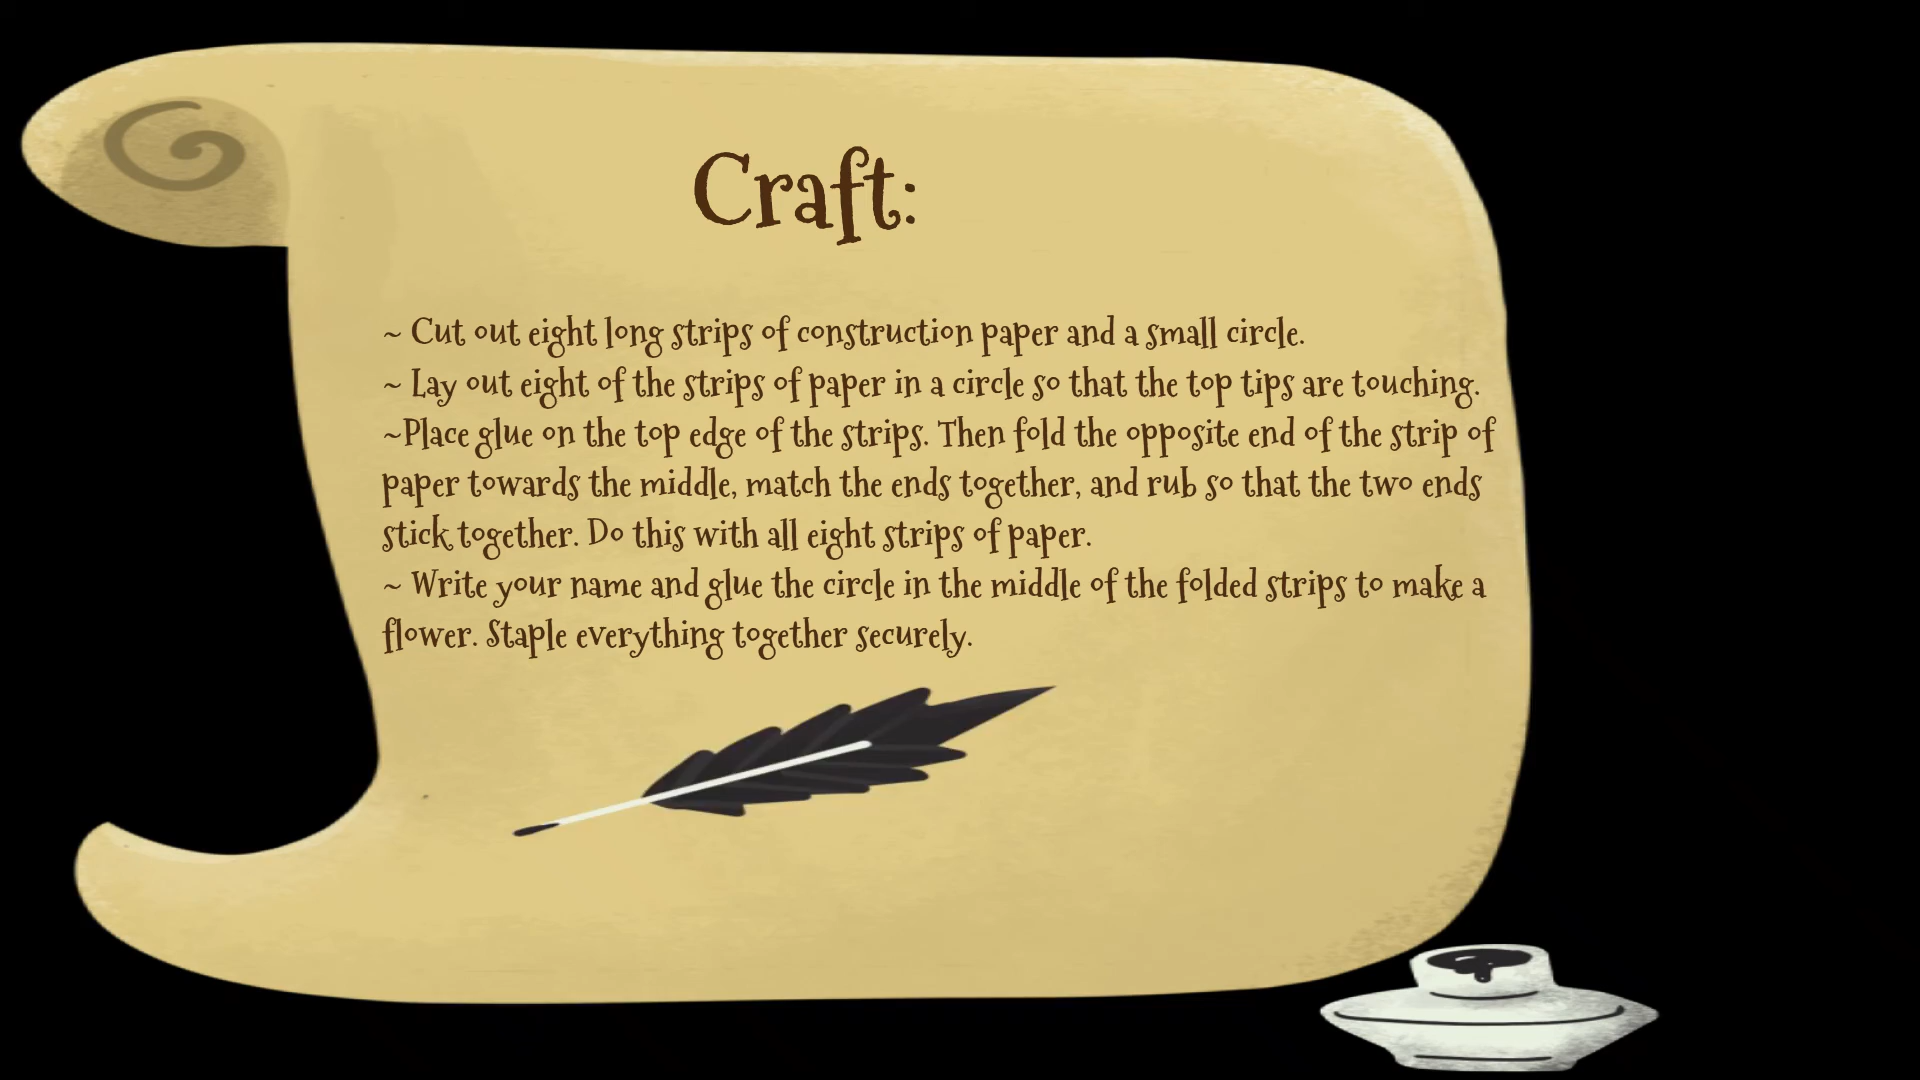 Craft:
~ Cut out eight long strips of construction paper and a small circle.
~ Lay out eight of the strips of paper in a circle so that the top tips are touching.
~Place glue on the top edge of the strips. Then fold the opposite end of the strip of
paper towards the middle, match the ends together, and rub so that the two ends
stick together. Do this with all eight strips of paper.
~ Write your name and glue the circle in the middle of the folded strips to make a
flower. Staple everything together securely.